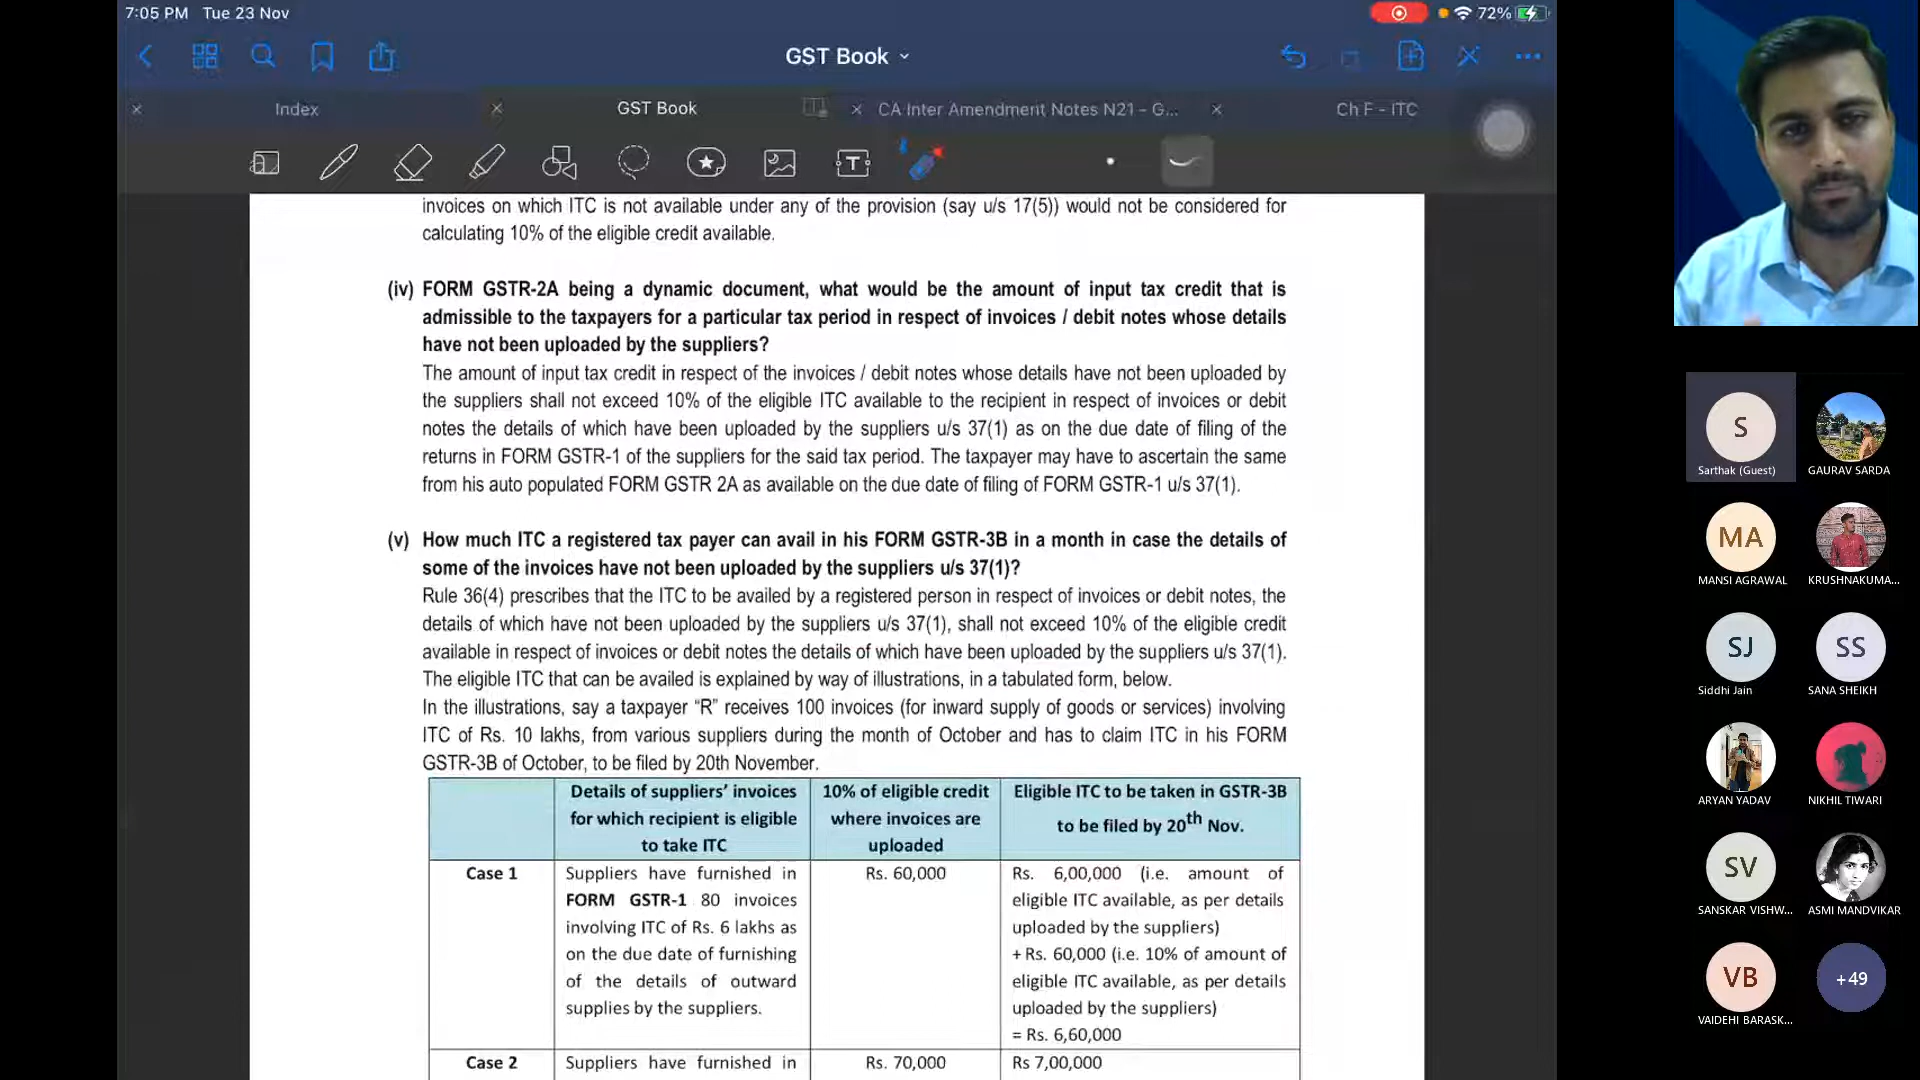 7:05 PM Tue 23 Nov
72%
GST Book
Index
GST Book
CA Inter Amendment Notes N21 - G...
Ch F - ITC
invoices on which ITC is not available under any of the provision (say u/s 17(5)) would not be considered for
calculating 10% of the eligible credit available.
(iv) FORM GSTR-2A being a dynamic document, what would be the amount of input tax credit that is
admissible to the taxpayers for a particular tax period in respect of invoices / debit notes whose details
have not been uploaded by the suppliers?
The amount of input tax credit in respect of the invoices / debit notes whose details have not been uploaded by
the suppliers shall not exceed 10% of the eligible ITC available to the recipient in respect of invoices or debit
notes the details of which have been uploaded by the suppliers u/s 37(1) as on the due date of filing of the
returns in FORM GSTR-1 of the suppliers for the said tax period. The taxpayer may have to ascertain the same
from his auto populated FORM GSTR 2A as available on the due date of filing of FORM GSTR-1 u/s 37(1).
(v) How much ITC a registered tax payer can avail in his FORM GSTR-3B in a month in case the details of
some of the invoices have not been uploaded by the suppliers u/s 37(1)?
Rule 36(4) prescribes that the ITC to be availed by a registered person in respect of invoices or debit notes, the
details of which have not been uploaded by the suppliers u/s 37(1), shall not exceed 10% of the eligible credit
available in respect of invoices or debit notes the details of which have been uploaded by the suppliers u/s 37(1).
The eligible ITC that can be availed is explained by way of illustrations, in a tabulated form, below.
In the illustrations, say a taxpayer “R” receives 100 invoices (for inward supply of goods or services) involving
ITC of Rs. 10 lakhs, from various suppliers during the month of October and has to claim ITC in his FORM
GSTR-3B of October, to be filed by 20th November.
Details of suppliers’ invoices
for which recipient is eligible
to take ITC
10% of eligible credit
where invoices are
uploaded
Eligible ITC to be taken in GSTR-3B
to be filed by 20th Nov.
Case 1
Suppliers have furnished in
FORM GSTR-1 80 invoices
involving ITC of Rs. 6 lakhs as
on the due date of furnishing
of the details of outward
supplies by the suppliers.
Rs. 60,000
Rs. 6,00,000 (i.e. amount of
eligible ITC available, as per details
uploaded by the suppliers)
+ Rs. 60,000 (i.e. 10% of amount of
eligible ITC available, as per details
uploaded by the suppliers)
= Rs. 6,60,000
Case 2
Suppliers have furnished in
Rs. 70,000
Rs 7,00,000
S
Sarthak (Guest)
GAURAV SARDA
MA
MANSI AGRAWAL
KRUSHNAKUMA...
SJ
Siddhi Jain
SS
SANA SHEIKH
ARYAN YADAV
NIKHIL TIWARI
SV
SANSKAR VISHW...
ASMI MANDVIKAR
VB
VAIDEHI BARASK...
+49